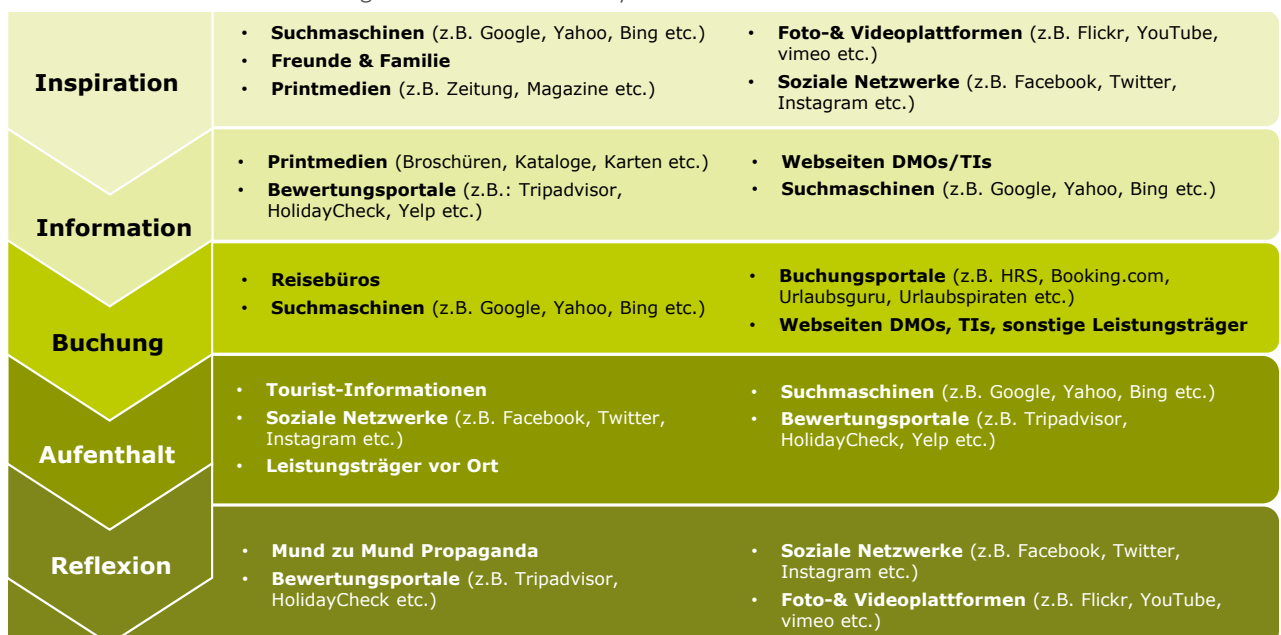 Inspiration
• Suchmaschinen (z.B. Google, Yahoo, Bing etc.)
• Freunde & Familie
• Printmedien (z.B. Zeitung, Magazine etc.)
• Foto-& Videoplattformen (z.B. Flickr, YouTube,
vimeo etc.)
• Soziale Netzwerke (z.B. Facebook, Twitter,
Instagram etc.)
Information
• Printmedien (Broschüren, Kataloge, Karten etc.)
• Bewertungsportale (z.B.: Tripadvisor,
HolidayCheck, Yelp etc.)
• Webseiten DMOs/TIs
• Suchmaschinen (z.B. Google, Yahoo, Bing etc.)
Buchung
• Reisebüros
• Suchmaschinen (z.B. Google, Yahoo, Bing etc.)
• Buchungsportale (z.B. HRS, Booking.com,
Urlaubsguru, Urlaubspiraten etc.)
• Webseiten DMOs, TIs, sonstige Leistungsträger
Aufenthalt
• Tourist-Informationen
• Soziale Netzwerke (z.B. Facebook, Twitter,
Instagram etc.)
• Leistungsträger vor Ort
• Suchmaschinen (z.B. Google, Yahoo, Bing etc.)
• Bewertungsportale (z.B. Tripadvisor,
HolidayCheck, Yelp etc.)
Reflexion
• Mund zu Mund Propaganda
• Bewertungsportale (z.B. Tripadvisor,
HolidayCheck etc.)
• Soziale Netzwerke (z.B. Facebook, Twitter,
Instagram etc.)
• Foto-& Videoplattformen (z.B. Flickr, YouTube,
vimeo etc.)